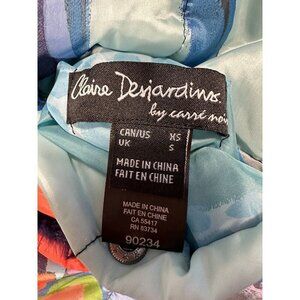 Claire Desjardins
by carré noir
CAN/US XS
UK S
MADE IN CHINA
FAIT EN CHINE
MADE IN CHINA
FAIT EN CHINE
CA 55417
RN 83734
90234